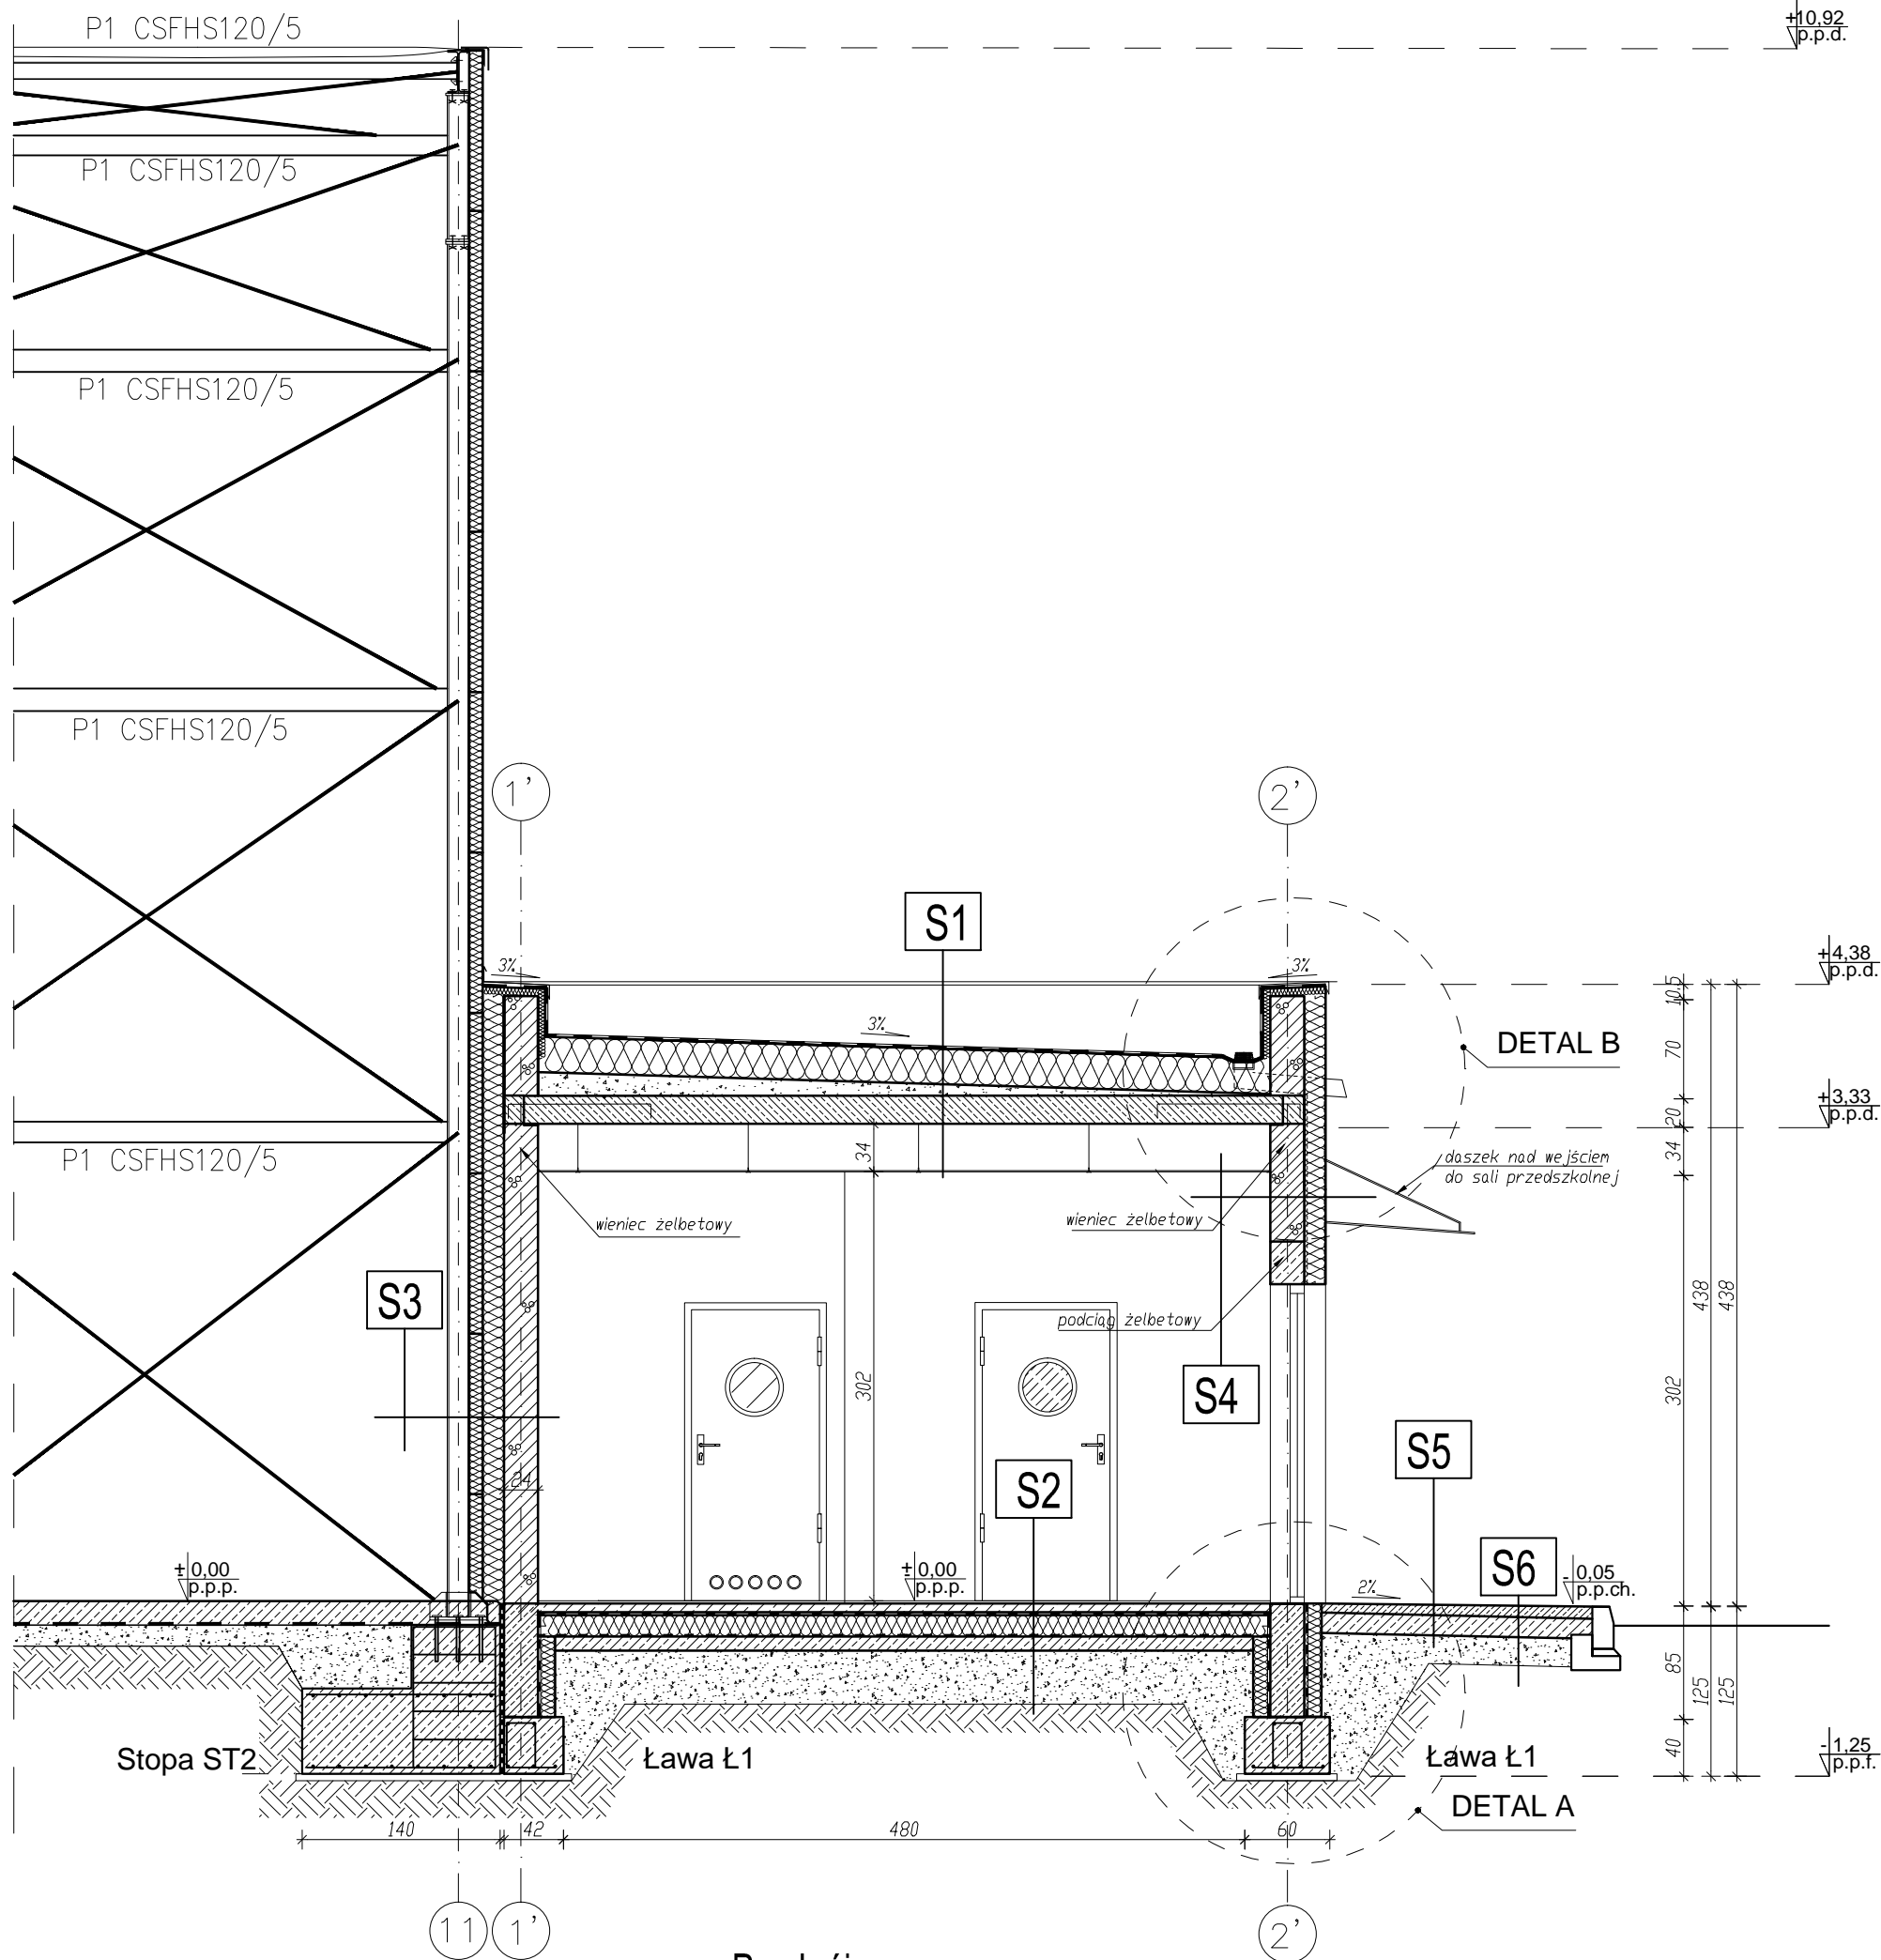 P1 CSFHS120/5
+10,92
p.p.d.
P1 CSFHS120/5
P1 CSFHS120/5
P1 CSFHS120/5
1'
2'
S1
+4,38
p.p.d.
3%
3%
3%
10.5
DETAL B
70
+3,33
p.p.d.
20
P1 CSFHS120/5
34
34
daszek nad wejściem
do sali przedszkolnej
wieniec żelbetowy
wieniec żelbetowy
S3
podciąg żelbetowy
438
438
302
S4
302
S5
24
S2
±0,00
p.p.p.
±0,00
p.p.p.
S6
-0,05
p.p.ch.
2%
85
125
125
Stopa ST2
Ława Ł1
Ława Ł1
40
-1,25
p.p.f.
DETAL A
140
42
480
60
11
1'
2'